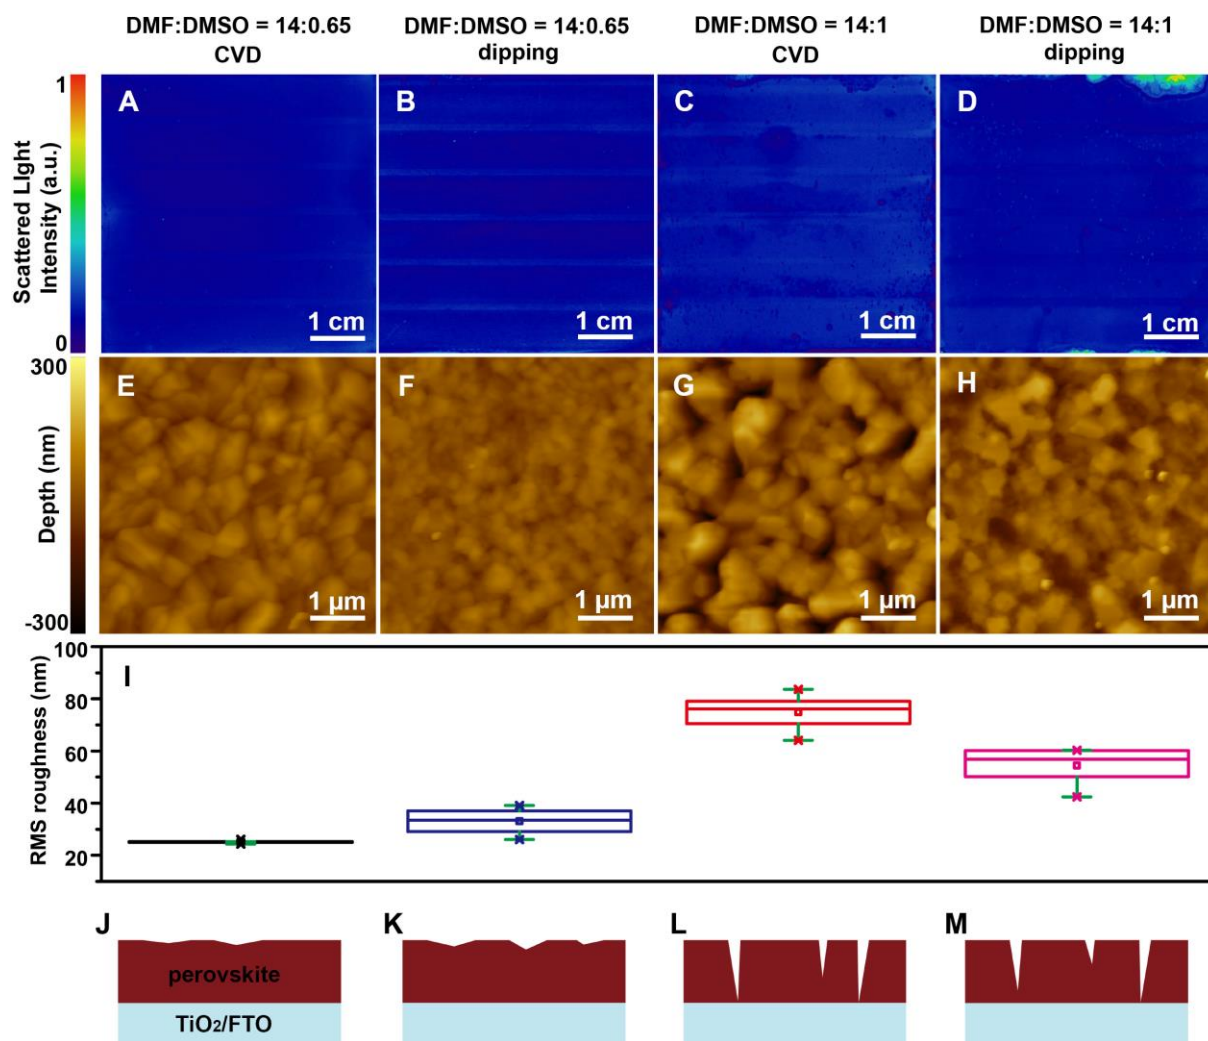 DMF:DMSO = 14:0.65
CVD
DMF:DMSO = 14:0.65
dipping
DMF:DMSO = 14:1
CVD
DMF:DMSO = 14:1
dipping
Scattered LIght
Intensity (a.u.)
1
0
A
1 cm
B
1 cm
C
1 cm
D
1 cm
Depth (nm)
300
-300
E
1 µm
F
1 µm
G
1 µm
H
1 µm
RMS roughness (nm)
100
80
60
40
20
I
J
K
L
M
perovskite
TiO2/FTO